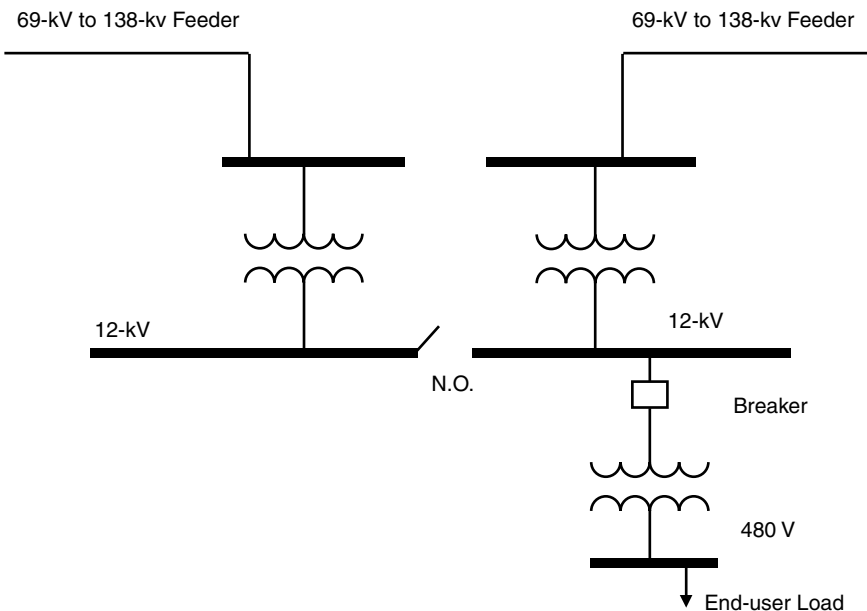 69-kV to 138-kv Feeder
69-kV to 138-kv Feeder
12-kV
12-kV
N.O.
Breaker
480 V
End-user Load